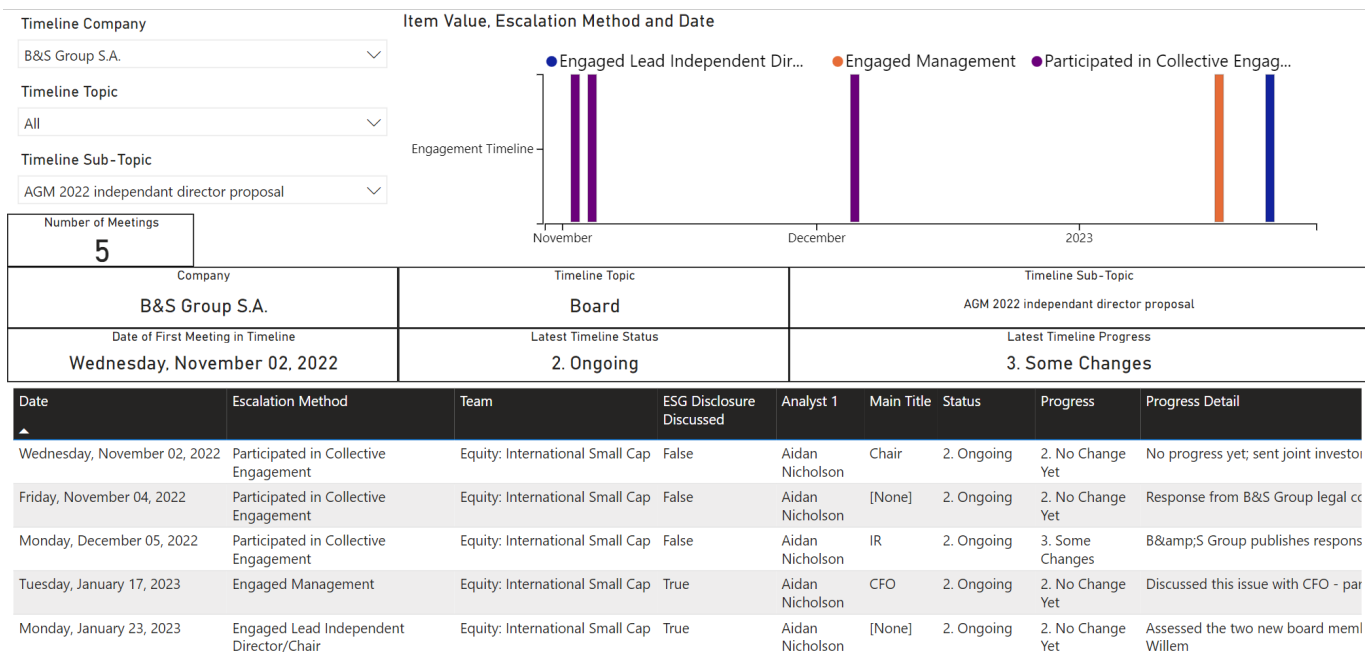 Timeline Company
B&S Group S.A.
Timeline Topic
All
Timeline Sub-Topic
AGM 2022 independant director proposal
Number of Meetings
5
Item Value, Escalation Method and Date
Engaged Lead Independent Dir... Engaged Management Participated in Collective Engag...
Engagement Timeline
November December 2023
Company Timeline Topic Timeline Sub-Topic
B&S Group S.A. Board AGM 2022 independant director proposal
Date of First Meeting in Timeline Latest Timeline Status Latest Timeline Progress
Wednesday, November 02, 2022 2. Ongoing 3. Some Changes
Date Escalation Method Team ESG Disclosure Analyst 1 Main Title Status Progress Progress Detail
Discussed
Wednesday, November 02, 2022 Participated in Collective Equity: International Small Cap False Aidan Chair 2. Ongoing 2. No Change No progress yet; sent joint
Engagement Nicholson Yet
Friday, November 04, 2022 Participated in Collective Equity: International Small Cap False Aidan [None] 2. Ongoing 2. No Change Response from B&S Group legal
Engagement Nicholson Yet
Monday, December 05, 2022 Participated in Collective Equity: International Small Cap False Aidan IR 2. Ongoing 3. Some B&amp;S Group publishes
Engagement Nicholson Changes
Tuesday, January 17, 2023 Engaged Management Equity: International Small Cap True Aidan CFO 2. Ongoing 2. No Change Discussed this issue with CFO -
Nicholson Yet
Monday, January 23, 2023 Engaged Lead Independent Equity: International Small Cap True Aidan [None] 2. Ongoing 2. No Change Assessed the two new board
Director/Chair Nicholson Yet Willem